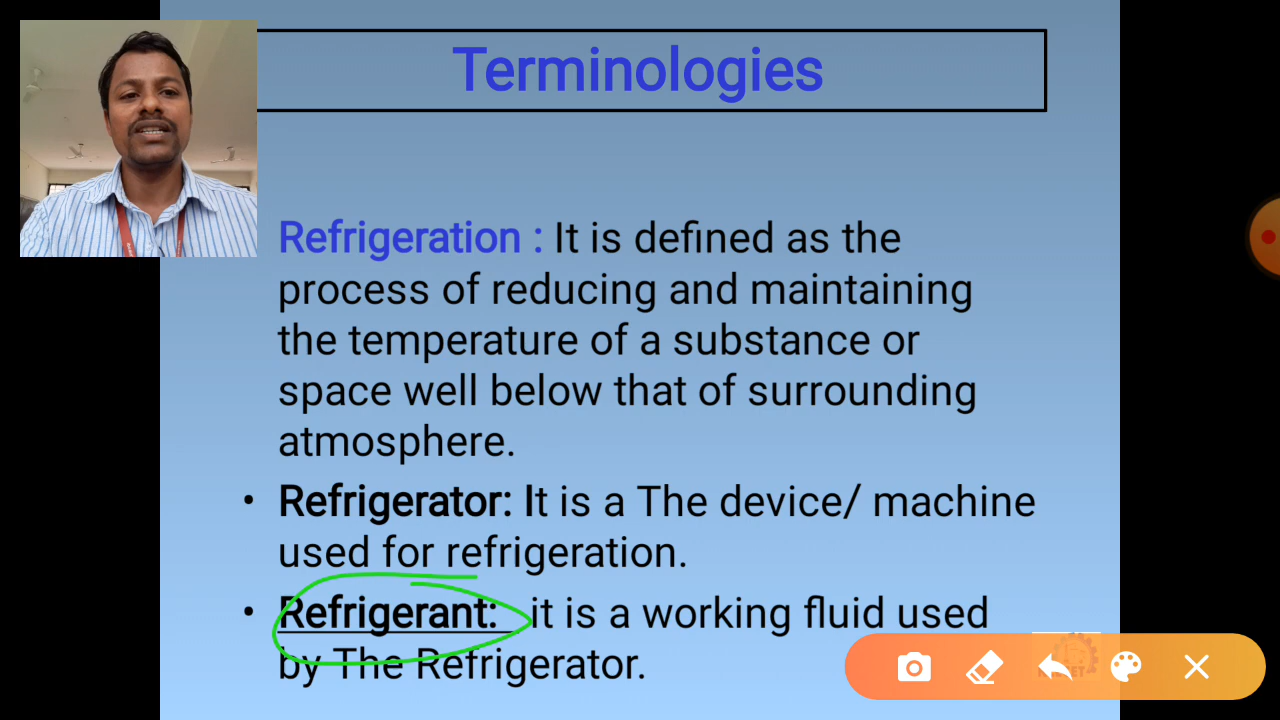 Terminologies
Refrigeration : It is defined as the
process of reducing and maintaining
the temperature of a substance or
space well below that of surrounding
atmosphere.
• Refrigerator: It is a The device/ machine
used for refrigeration.
• Refrigerant: it is a working fluid used
by The Refrigerator.